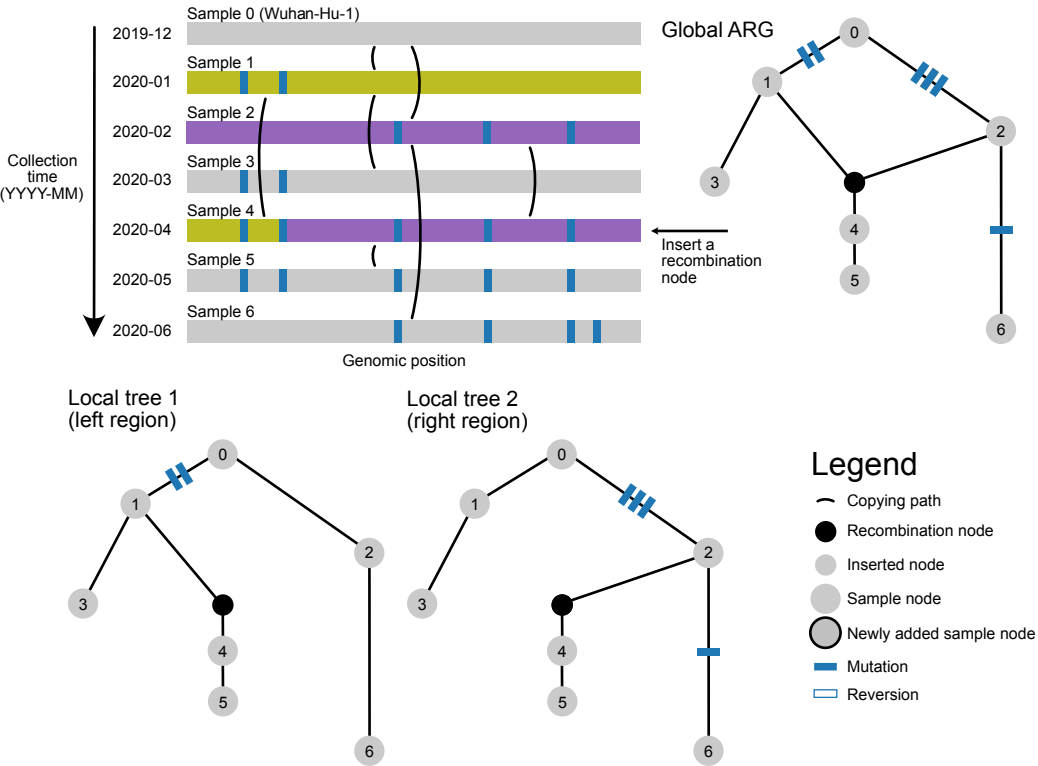 Sample 0 (Wuhan-Hu-1)
2019-12
Sample 1
2020-01
Sample 2
2020-02
Sample 3
2020-03
Sample 4
2020-04
Sample 5
2020-05
Sample 6
2020-06
Collection
time
(YYYY-MM)
Genomic position
Insert a
recombination
node
Global ARG
0
1
2
3
4
5
6
Local tree 1
(left region)
0
1
2
3
4
5
6
Local tree 2
(right region)
0
1
2
3
4
5
6
Legend
Copying path
Recombination node
Inserted node
Sample node
Newly added sample node
Mutation
Reversion